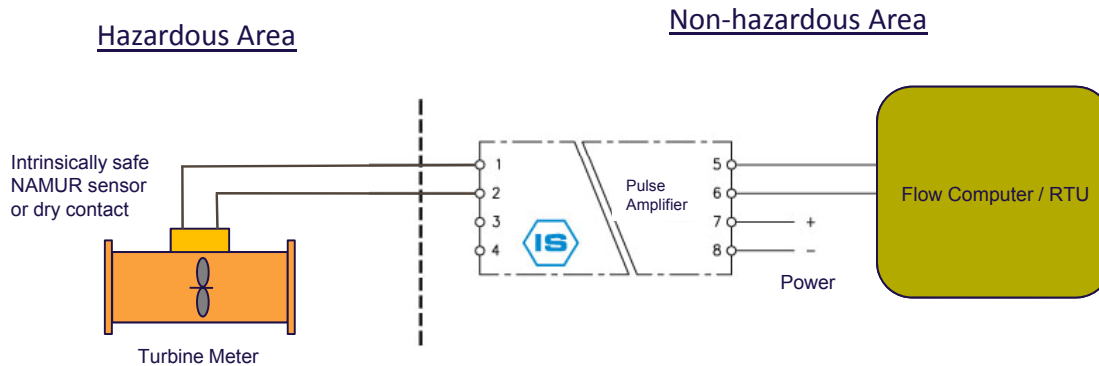 Hazardous Area
Non-hazardous Area
Intrinsically safe
NAMUR sensor
or dry contact
1
2
3
4
IS
Pulse
Amplifier
5
6
7
8
+
−
Power
Flow Computer / RTU
Turbine Meter